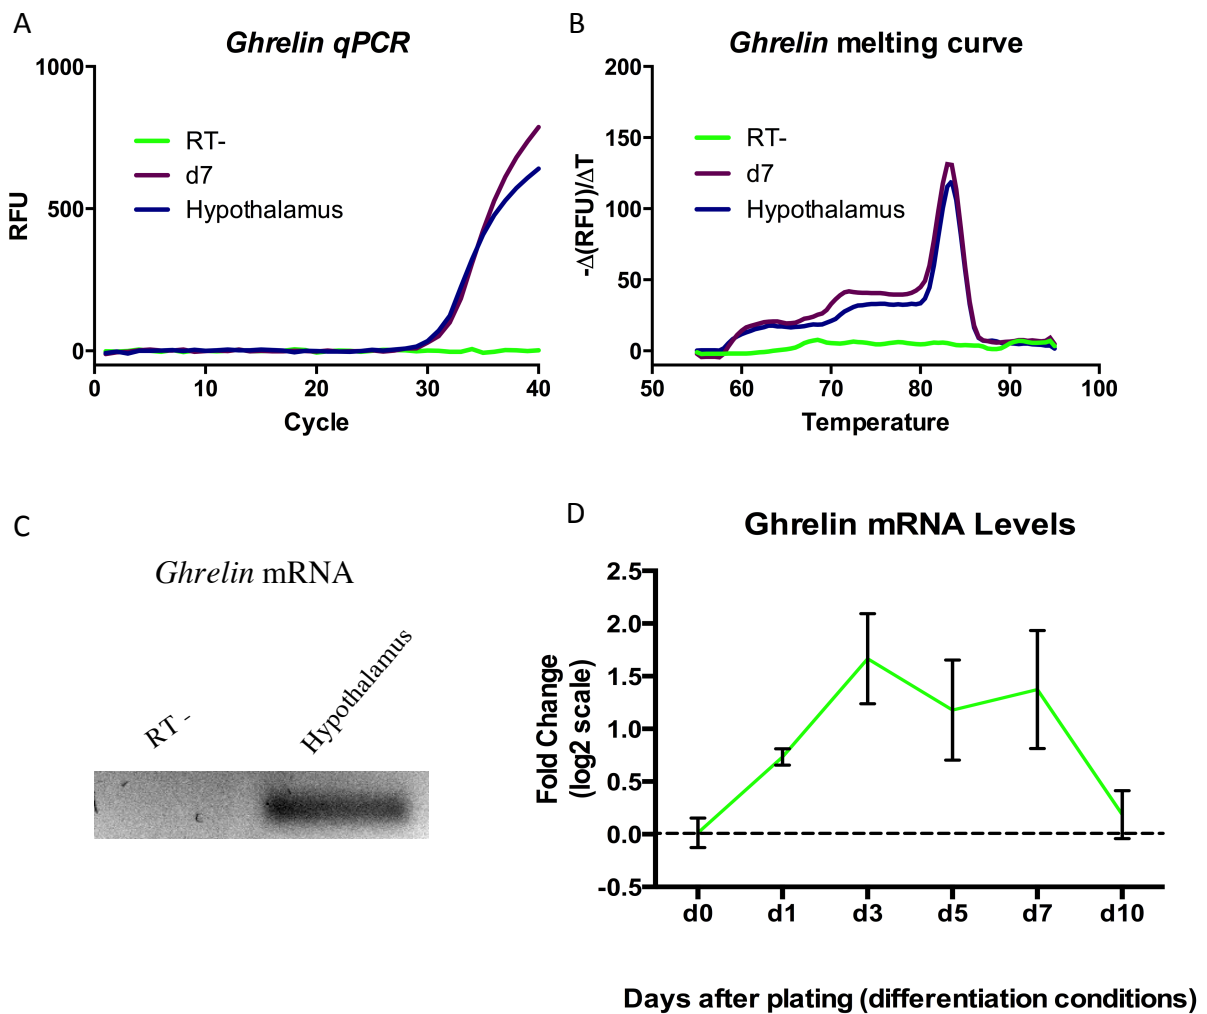 A
Ghrelin qPCR
1000
500
0
RFU
RT-
d7
Hypothalamus
0 10 20 30 40
Cycle
B
Ghrelin melting curve
200
150
100
50
0
-Δ(RFU)/ΔT
RT-
d7
Hypothalamus
50 60 70 80 90 100
Temperature
C
Ghrelin mRNA
RT -
Hypothalamus
D
Ghrelin mRNA Levels
2.5
2.0
1.5
1.0
0.5
0.0
-0.5
Fold Change
(log2 scale)
d0 d1 d3 d5 d7 d10
Days after plating (differentiation conditions)